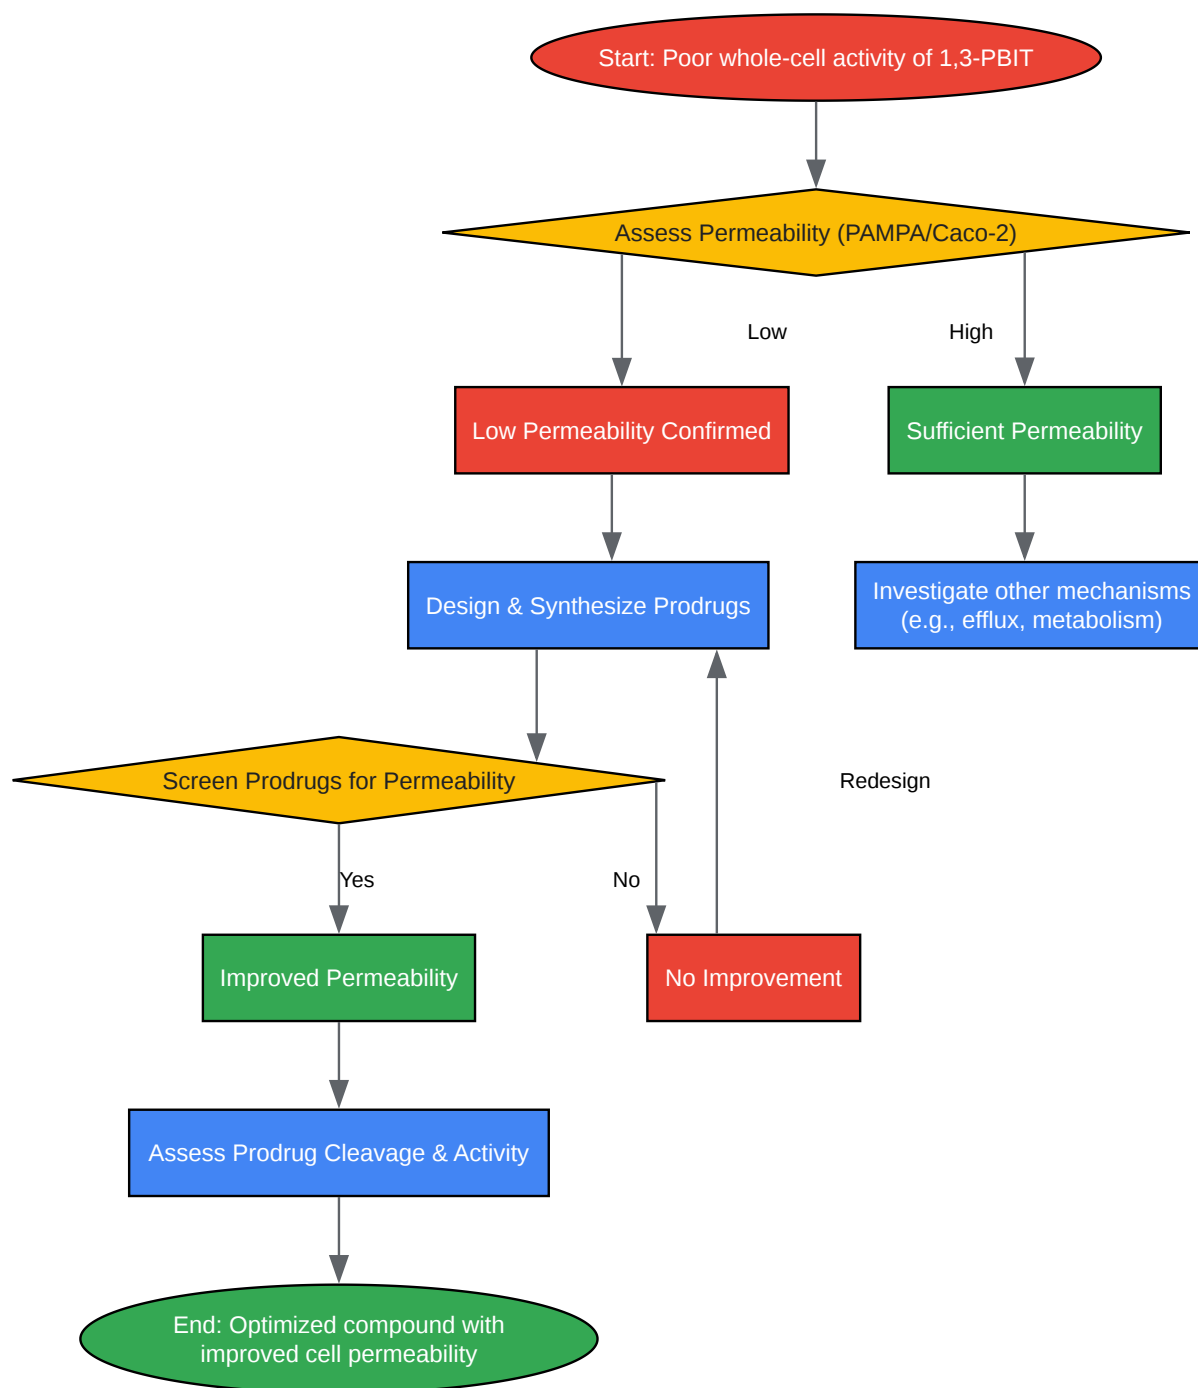 Start: Poor whole-cell activity of 1,3-PBIT
Assess Permeability (PAMPA/Caco-2)
Low
High
Low Permeability Confirmed
Sufficient Permeability
Design & Synthesize Prodrugs
Investigate other mechanisms
(e.g., efflux, metabolism)
Screen Prodrugs for Permeability
Redesign
Yes
No
Improved Permeability
No Improvement
Assess Prodrug Cleavage & Activity
End: Optimized compound with
improved cell permeability